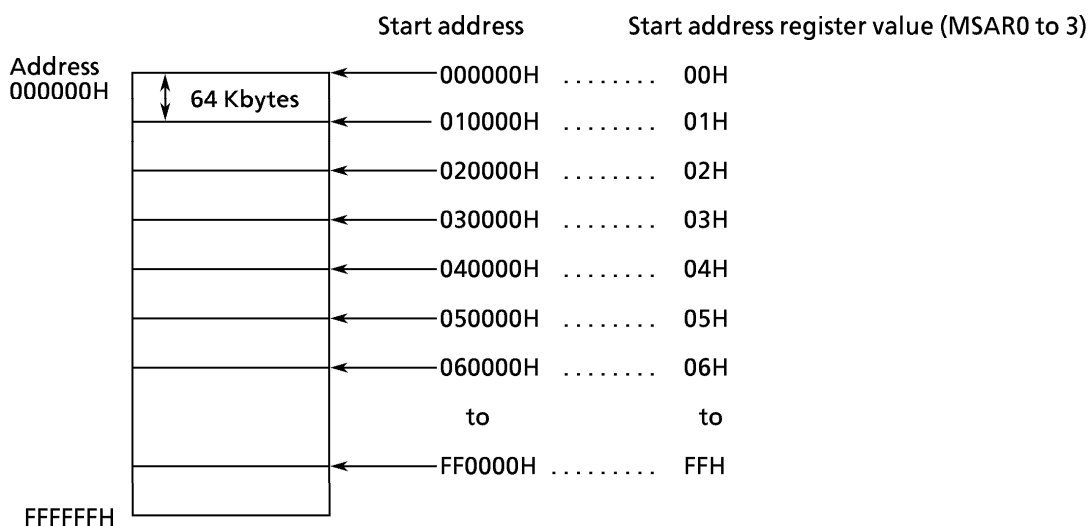 Start address Start address register value (MSAR0 to 3)
Address
000000H
000000H ........ 00H
64 Kbytes
010000H ........ 01H
020000H ........ 02H
030000H ........ 03H
040000H ........ 04H
050000H ........ 05H
060000H ........ 06H
to to
FF0000H ......... FFH
FFFFFFH